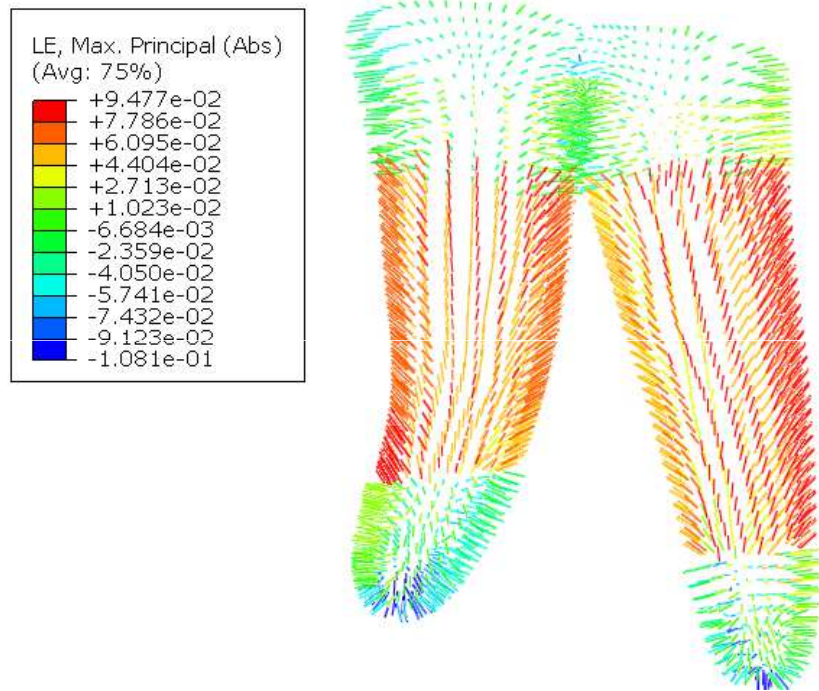 LE, Max. Principal (Abs)
(Avg: 75%)
+9.477e-02
+7.786e-02
+6.095e-02
+4.404e-02
+2.713e-02
+1.023e-02
-6.684e-03
-2.359e-02
-4.050e-02
-5.741e-02
-7.432e-02
-9.123e-02
-1.081e-01